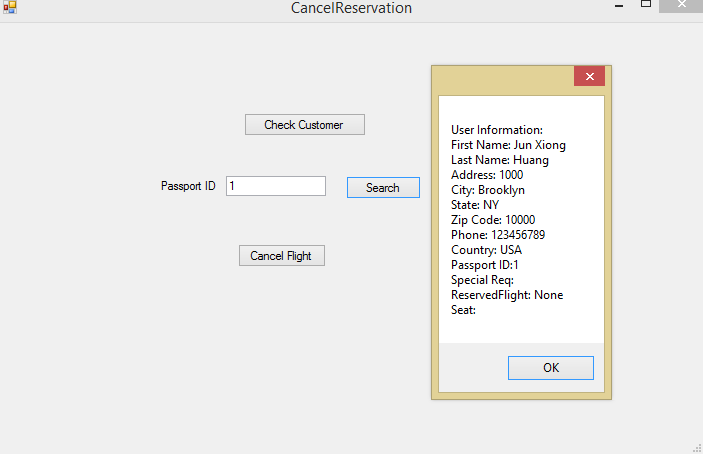 CancelReservation
Check Customer
Passport ID 1 Search
Cancel Flight
User Information:
First Name: Jun Xiong
Last Name: Huang
Address: 1000
City: Brooklyn
State: NY
Zip Code: 10000
Phone: 123456789
Country: USA
Passport ID:1
Special Req:
ReservedFlight: None
Seat:
OK